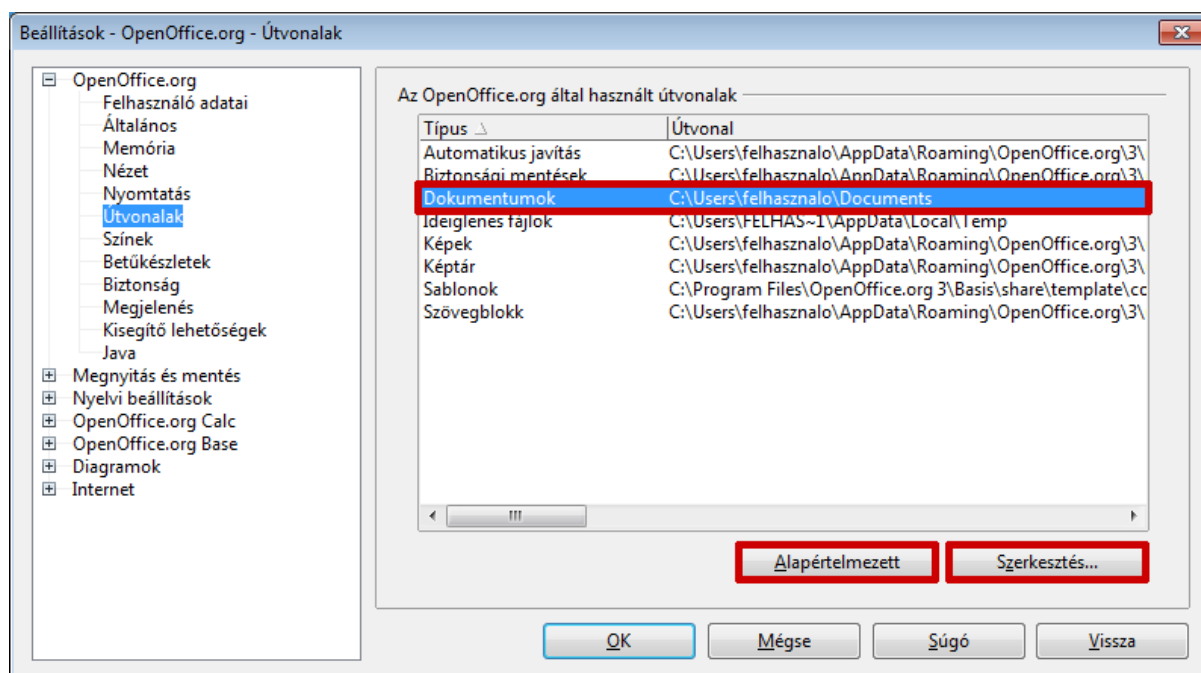 Beállítások - OpenOffice.org - Útvonalak
OpenOffice.org
Felhasználó adatai
Általános
Memória
Nézet
Nyomtatás
Útvonalak
Színek
Betűkészletek
Biztonság
Megjelenés
Kisegítő lehetőségek
Java
Megnyitás és mentés
Nyelvi beállítások
OpenOffice.org Calc
OpenOffice.org Base
Diagramok
Internet
Az OpenOffice.org által használt útvonalak
Típus Útvonal
Automatikus javítás C:\Users\felhasznalo\AppData\Roaming\OpenOffice.org\3\
Biztonsági mentések C:\Users\felhasznalo\AppData\Roaming\OpenOffice.org\3\
Dokumentumok C:\Users\felhasznalo\Documents
Ideiglenes fájlok C:\Users\FELHAS~1\AppData\Local\Temp
Képek C:\Users\felhasznalo\AppData\Roaming\OpenOffice.org\3\
Képtár C:\Users\felhasznalo\AppData\Roaming\OpenOffice.org\3\
Sablonok C:\Program Files\OpenOffice.org 3\Basis\share\template\cc
Szövegblokk C:\Users\felhasznalo\AppData\Roaming\OpenOffice.org\3\
Alapértelmezett Szerkesztés...
OK Mégse Súgó Vissza